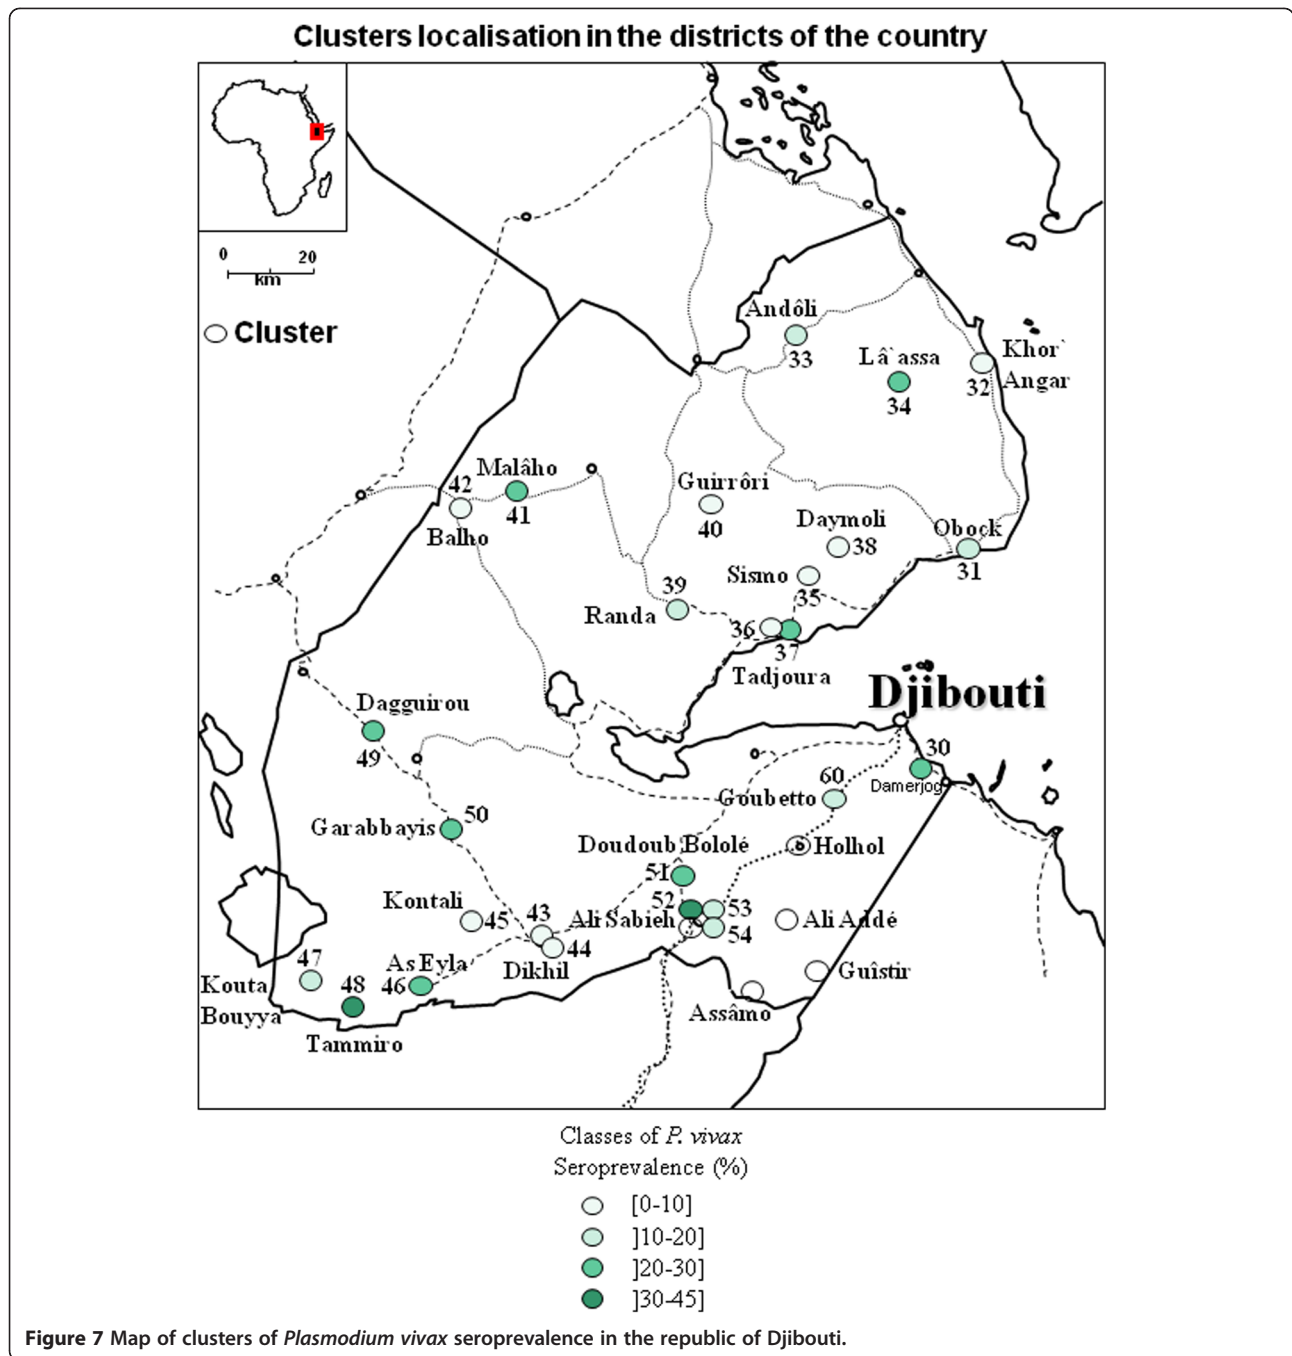 Clusters localisation in the districts of the country
0 20
km
Cluster
Andôli
33
Lâ`assa
34
Khor`
Angar
32
Malâho
42
41
Balho
Guirrôri
40
Daymoli
38
Obock
31
Sismo
35
39
Randa
36
37
Tadjoura
Djibouti
Dagguirou
49
30
Damerjog
60
Goubetto
Garabbayis
50
Doudoub Bololé
51
Holhol
Kontali
45
43
44
Dikhil
52
53
Ali Sabieh
54
Ali Addé
47
Kouta
Bouyya
48
Tammiro
As Eyla
46
Guîstir
Assâmo
Classes of P. vivax
Seroprevalence (%)
[0-10]
]10-20]
]20-30]
]30-45]
Figure 7 Map of clusters of Plasmodium vivax seroprevalence in the republic of Djibouti.